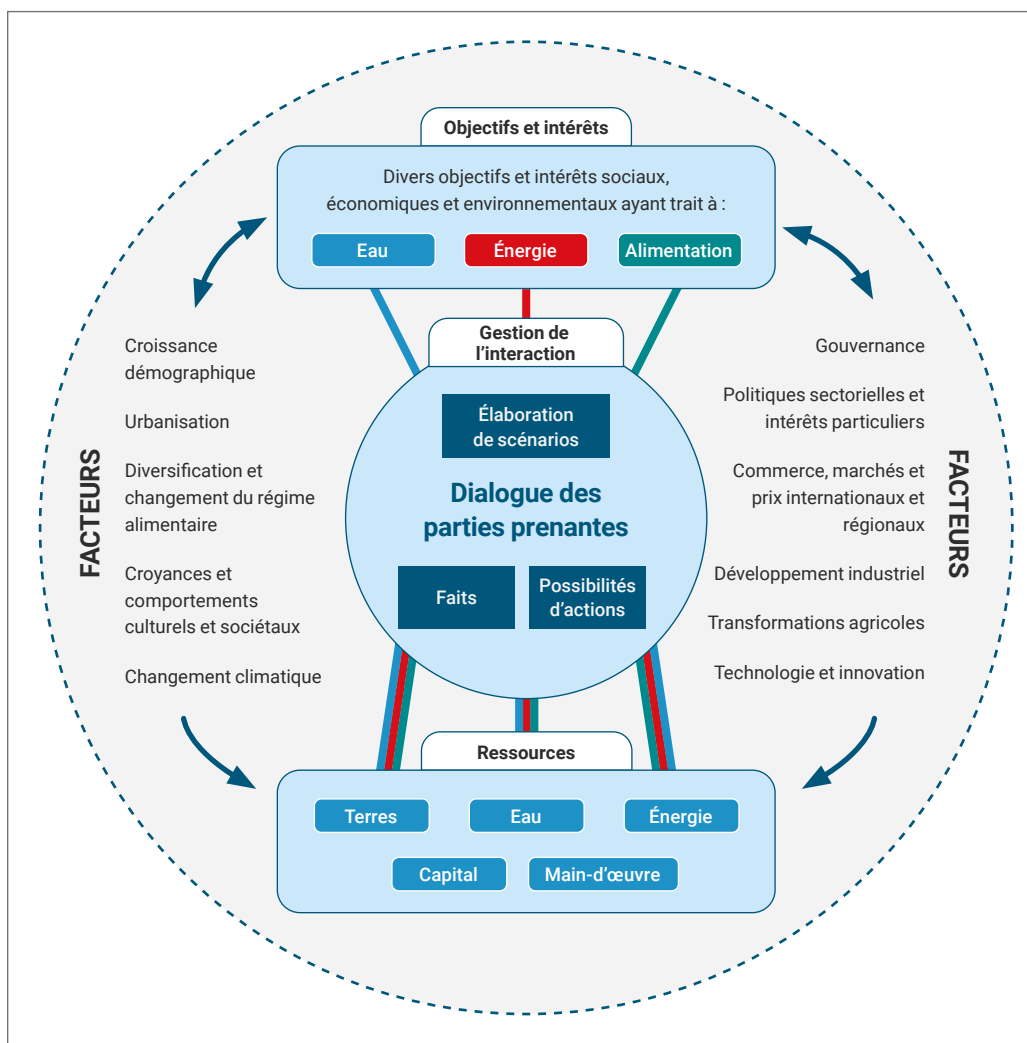 Objectifs et intérêts
Divers objectifs et intérêts sociaux,
économiques et environnementaux ayant trait à :
Eau
Énergie
Alimentation
FACTEURS
Croissance
démographique
Urbanisation
Diversification et
changement du régime
alimentaire
Croyances et
comportements
culturels et sociétaux
Changement climatique
Gestion de
l’interaction
Élaboration
de scénarios
Dialogue des
parties prenantes
Faits
Possibilités
d’actions
Gouvernance
Politiques sectorielles et
intérêts particuliers
Commerce, marchés et
prix internationaux et
régionaux
Développement industriel
Transformations agricoles
Technologie et innovation
FACTEURS
Ressources
Terres
Eau
Énergie
Capital
Main-d’œuvre